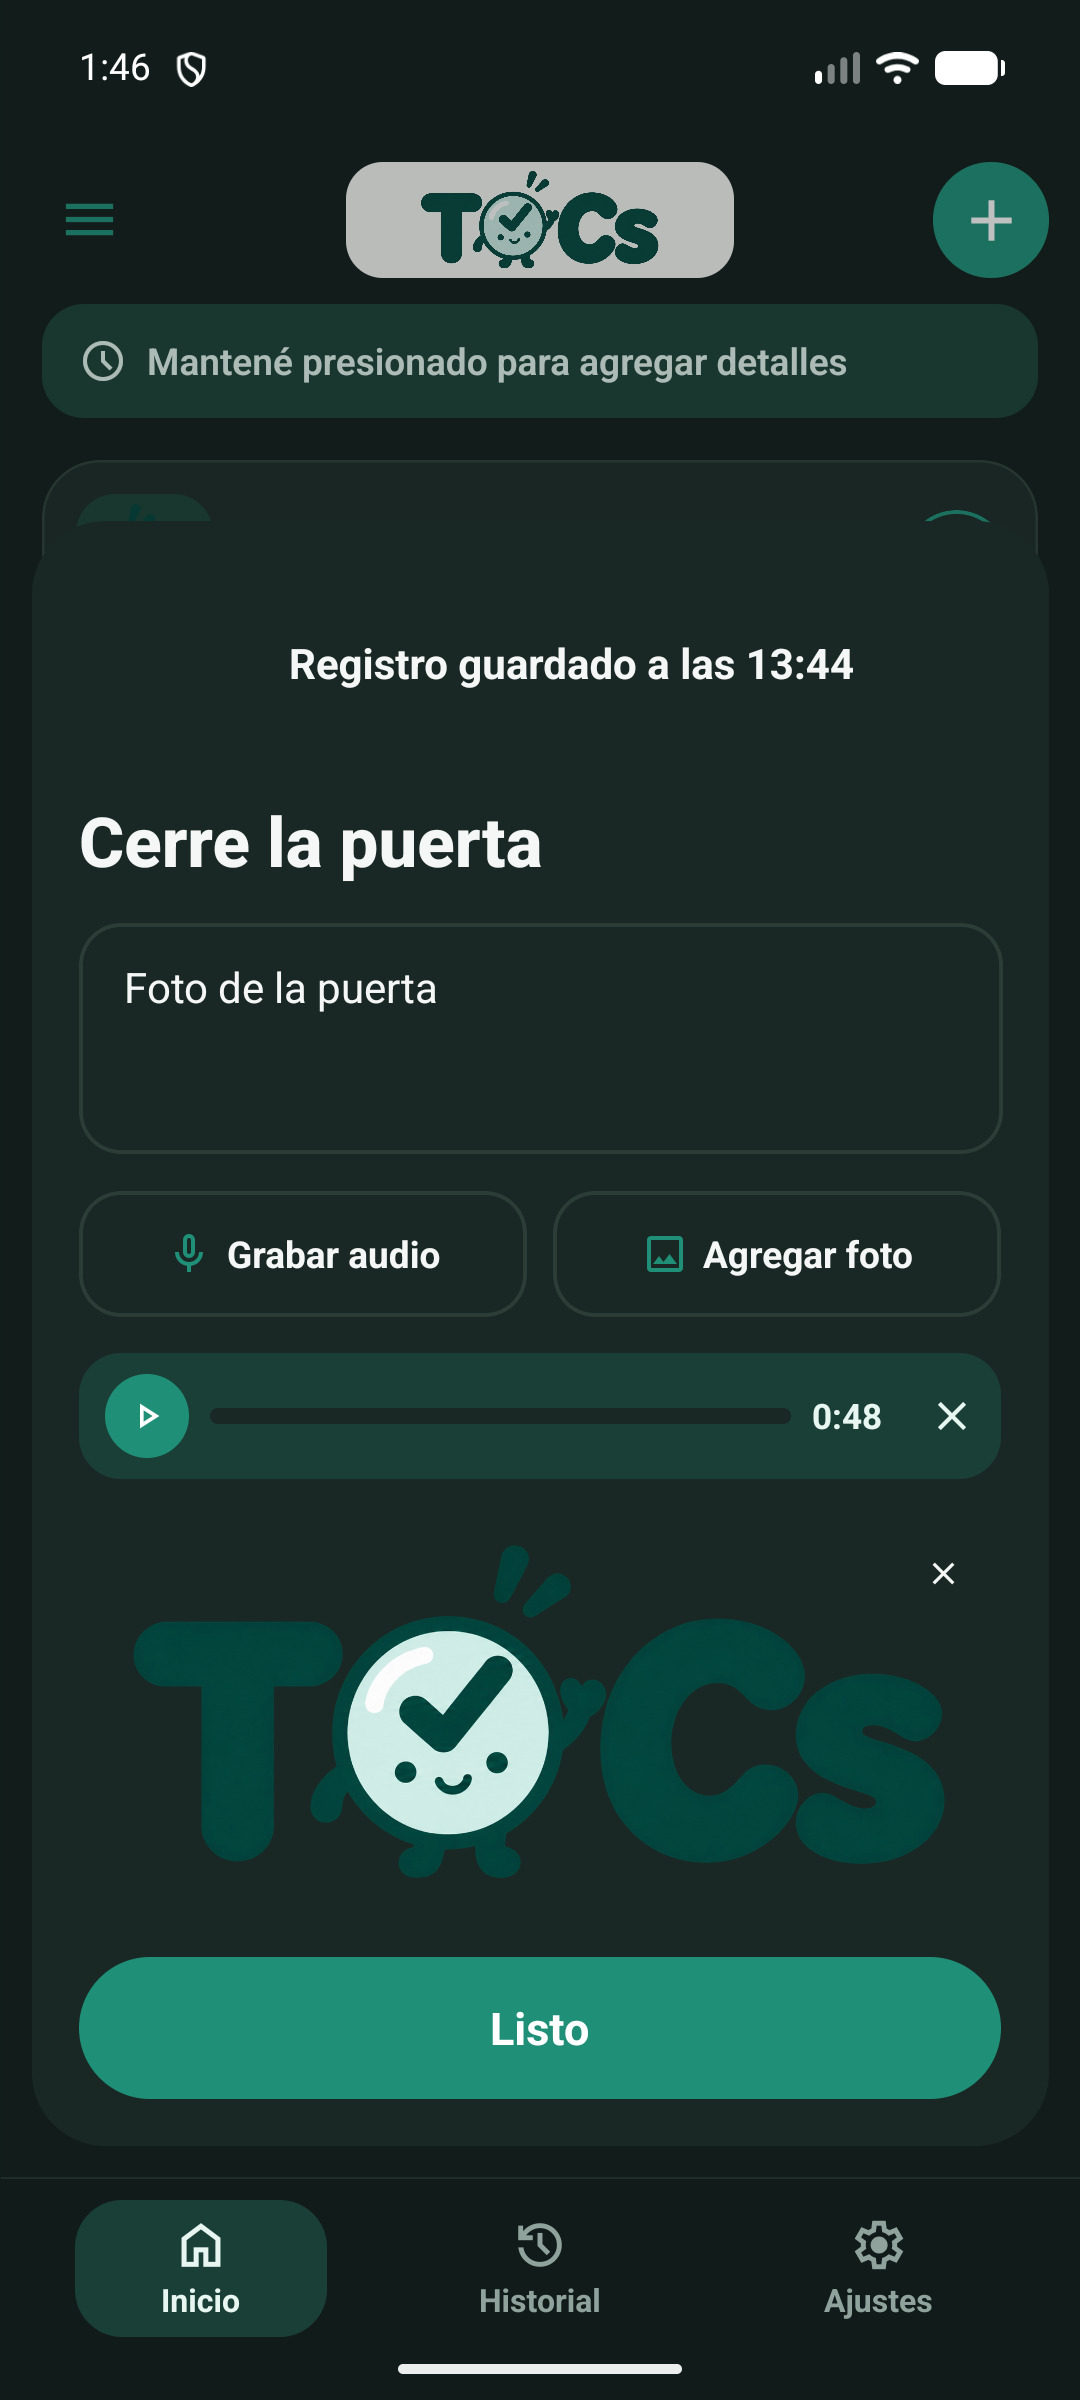 1:46
TOCs
Mantené presionado para agregar detalles
Registro guardado a las 13:44
Cerre la puerta
Foto de la puerta
Grabar audio
Agregar foto
0:48
TOCs
Listo
Inicio
Historial
Ajustes